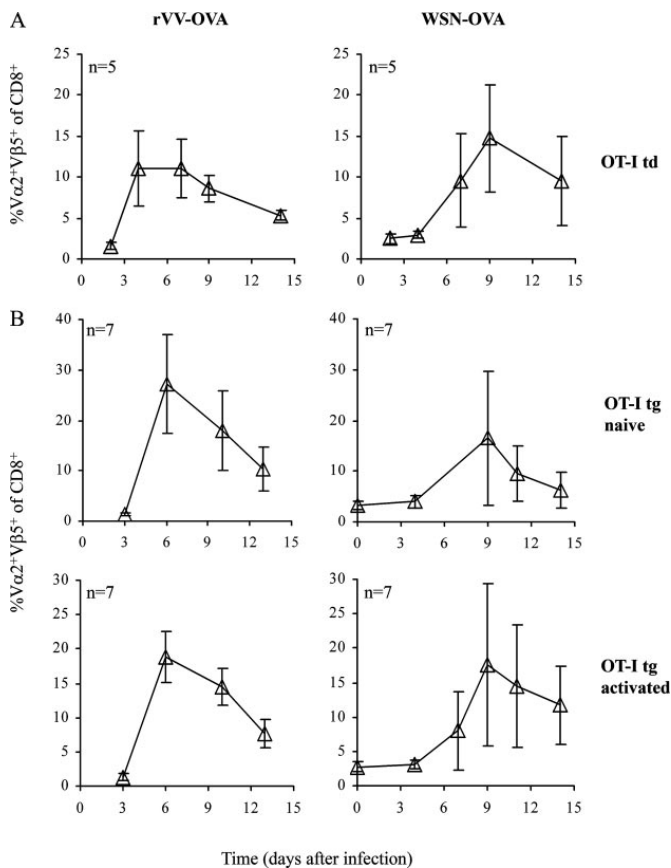 A
rVV-OVA
WSN-OVA
%Vα2⁺Vβ5⁺ of CD8⁺
n=5
25
20
15
10
5
0
0 3 6 9 12 15
n=5
25
20
15
10
5
0
0 3 6 9 12 15
OT-I td
B
%Vα2⁺Vβ5⁺ of CD8⁺
n=7
40
30
20
10
0
0 3 6 9 12 15
n=7
40
30
20
10
0
0 3 6 9 12 15
OT-I tg
naive
n=7
30
25
20
15
10
5
0
0 3 6 9 12 15
n=7
30
25
20
15
10
5
0
0 3 6 9 12 15
OT-I tg
activated
Time (days after infection)